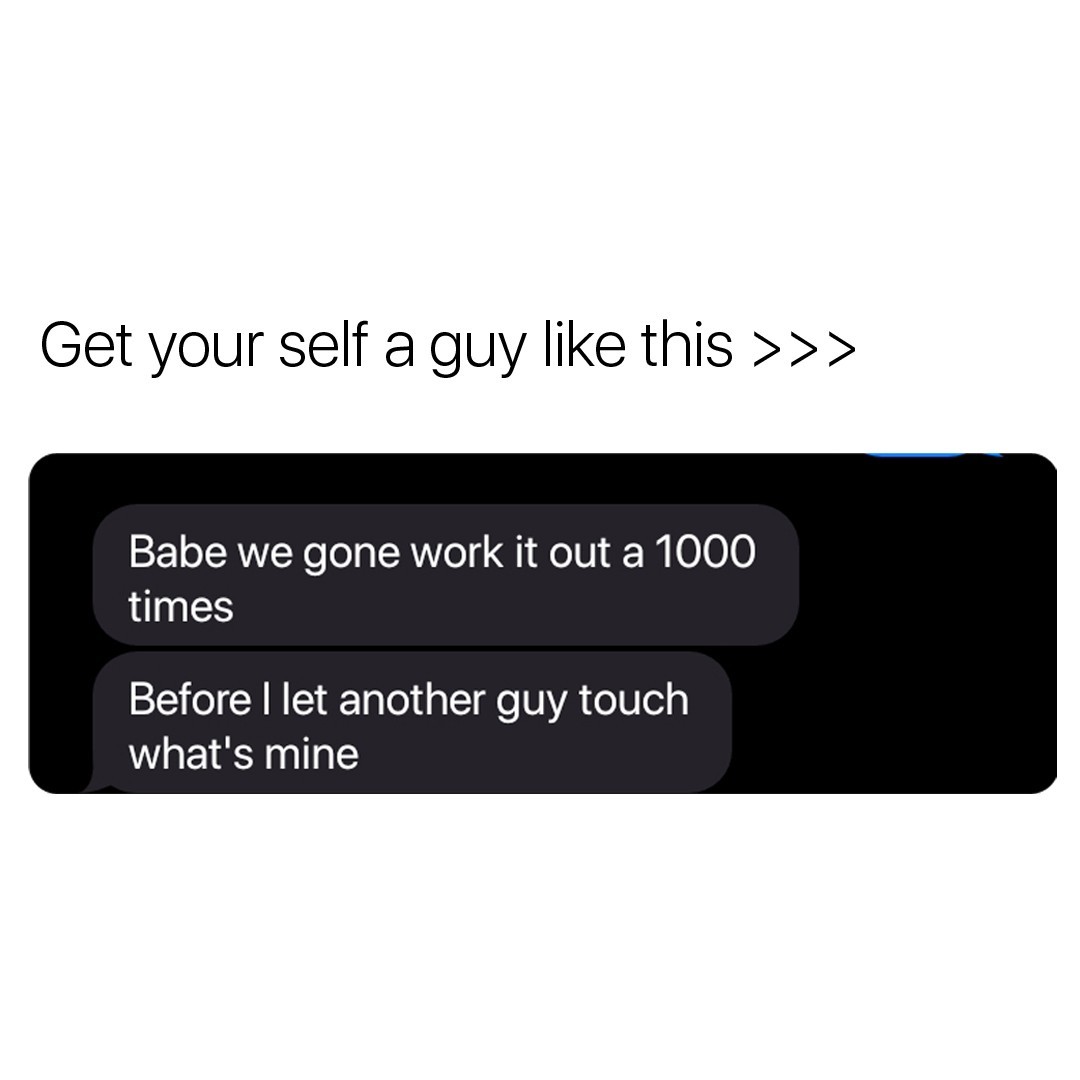 Get your self a guy like this >>>
Babe we gone work it out a 1000
times
Before I let another guy touch
what's mine